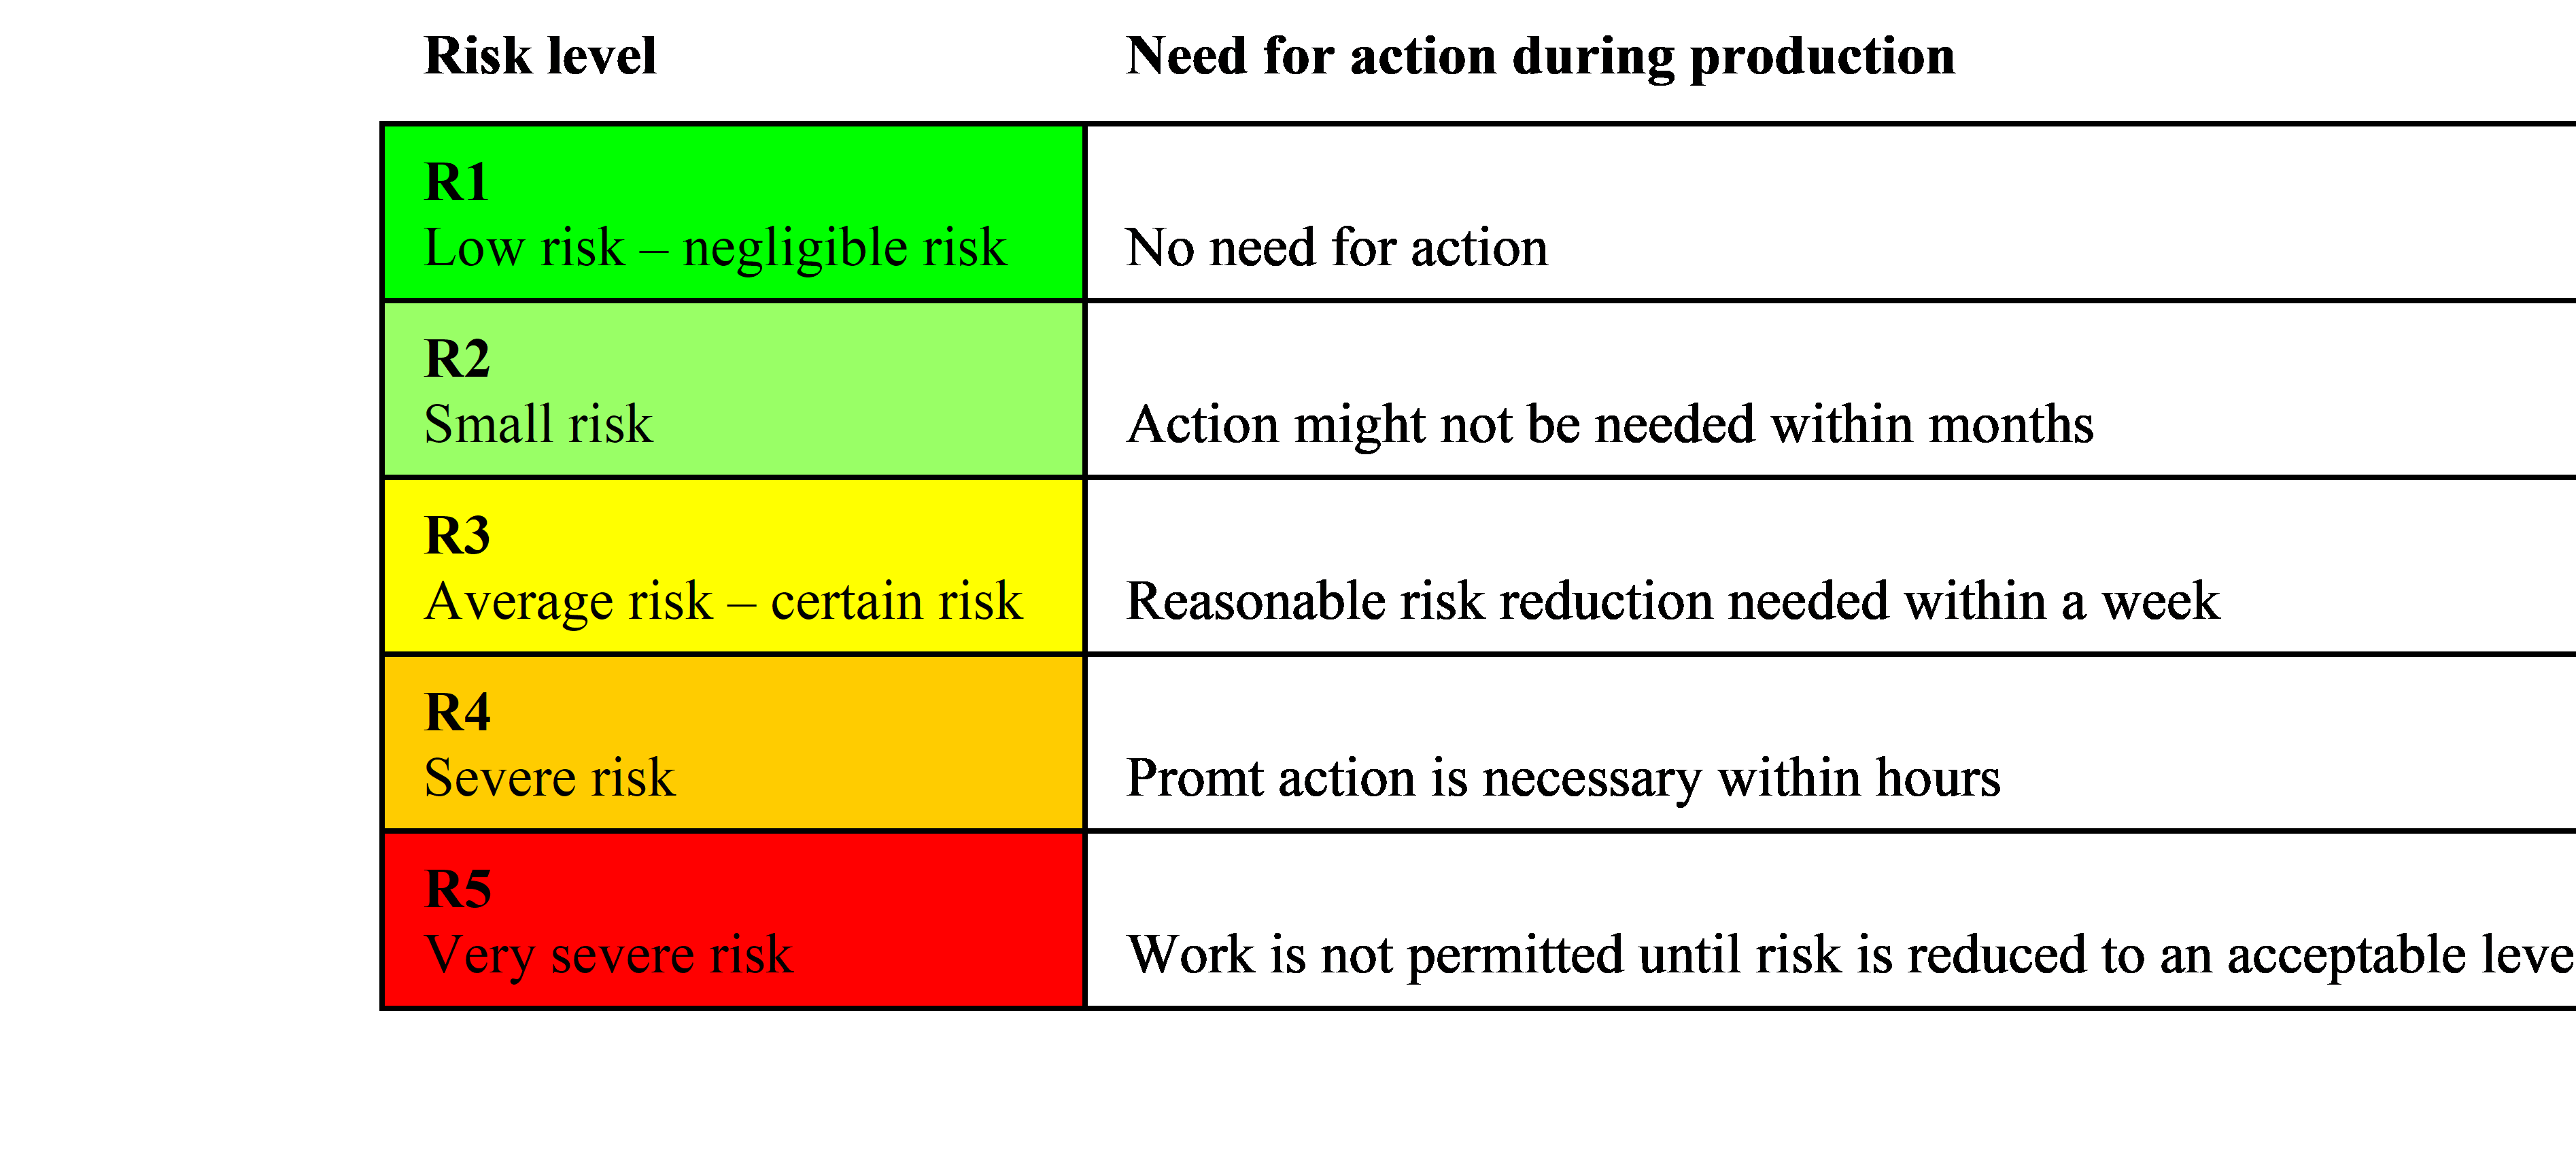 Risk level Need for action during production
R1
Low risk – negligible risk No need for action
R2
Small risk Action might not be needed within months
R3
Average risk – certain risk Reasonable risk reduction needed within a week
R4
Severe risk Promt action is necessary within hours
R5
Very severe risk Work is not permitted until risk is reduced to an acceptable leve